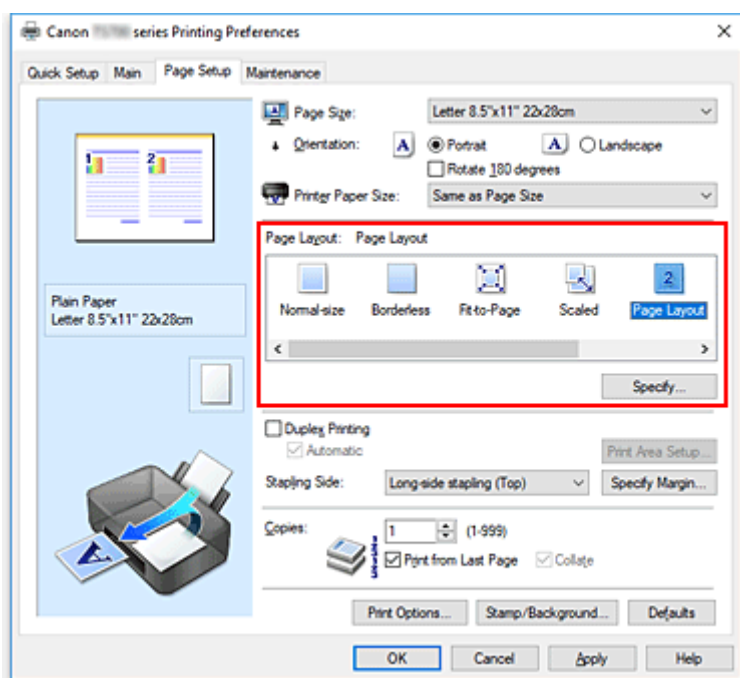 Canon series Printing Preferences
Quick Setup Main Page Setup Maintenance
1 2
Plain Paper
Letter 8.5"x11" 22x28cm
Page Size: Letter 8.5"x11" 22x28cm
Orientation: A Portrait A Landscape
Rotate 180 degrees
Printer Paper Size: Same as Page Size
Page Layout: Page Layout
2
Normal-size Borderless Fit-to-Page Scaled Page Layout
Specify...
Duplex Printing
Automatic Print Area Setup...
Stapling Side: Long-side stapling (Top) Specify Margin...
Copies: 1 (1-999)
Print from Last Page Collate
A
Print Options... Stamp/Background... Defaults
OK Cancel Apply Help